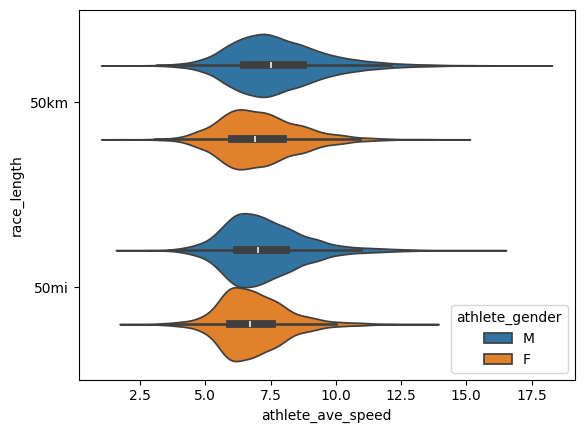 race_length
50km
50mi
athlete_gender
M
F
2.5 5.0 7.5 10.0 12.5 15.0 17.5
athlete_ave_speed